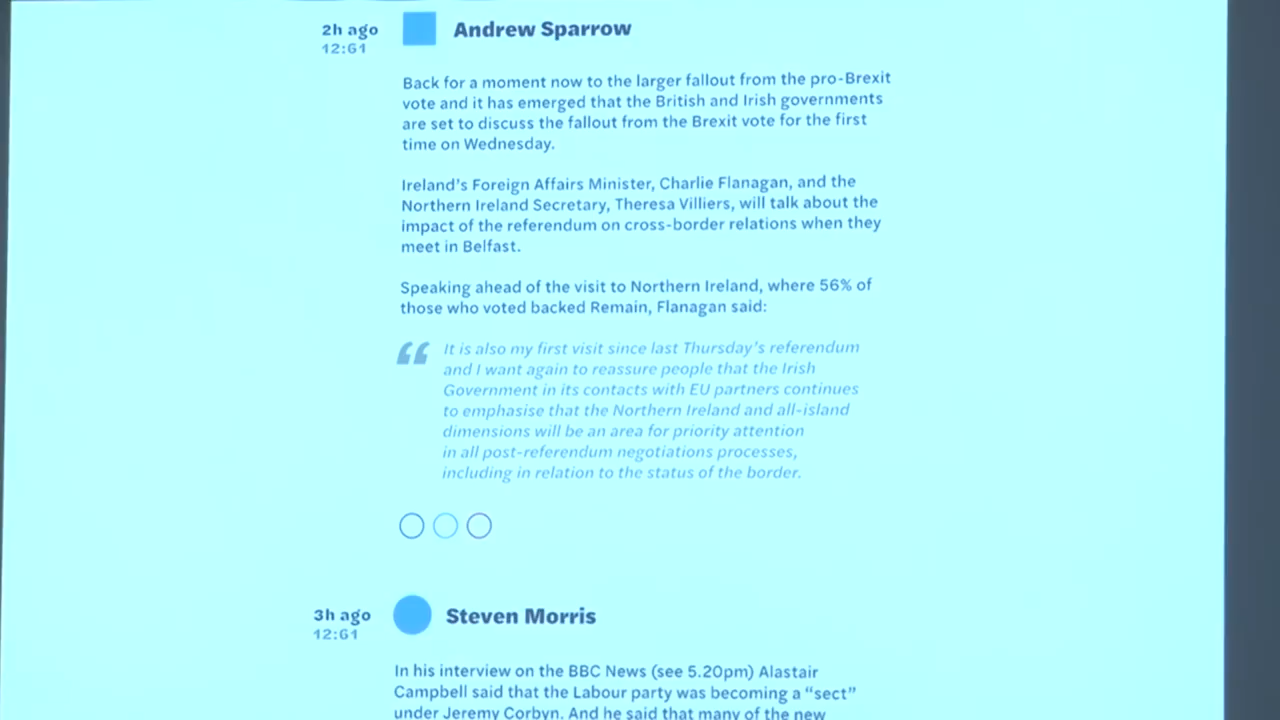 2h ago
12:61
Andrew Sparrow
Back for a moment now to the larger fallout from the pro-Brexit
vote and it has emerged that the British and Irish governments
are set to discuss the fallout from the Brexit vote for the first
time on Wednesday.
Ireland's Foreign Affairs Minister, Charlie Flanagan, and the
Northern Ireland Secretary, Theresa Villiers, will talk about the
impact of the referendum on cross-border relations when they
meet in Belfast.
Speaking ahead of the visit to Northern Ireland, where 56% of
those who voted backed Remain, Flanagan said:
“ It is also my first visit since last Thursday's referendum
and I want again to reassure people that the Irish
Government in its contacts with EU partners continues
to emphasise that the Northern Ireland and all-island
dimensions will be an area for priority attention
in all post-referendum negotiations processes,
including in relation to the status of the border.
3h ago
12:61
Steven Morris
In his interview on the BBC News (see 5.20pm) Alastair
Campbell said that the Labour party was becoming a “sect”
under Jeremy Corbyn. And he said that many of the new